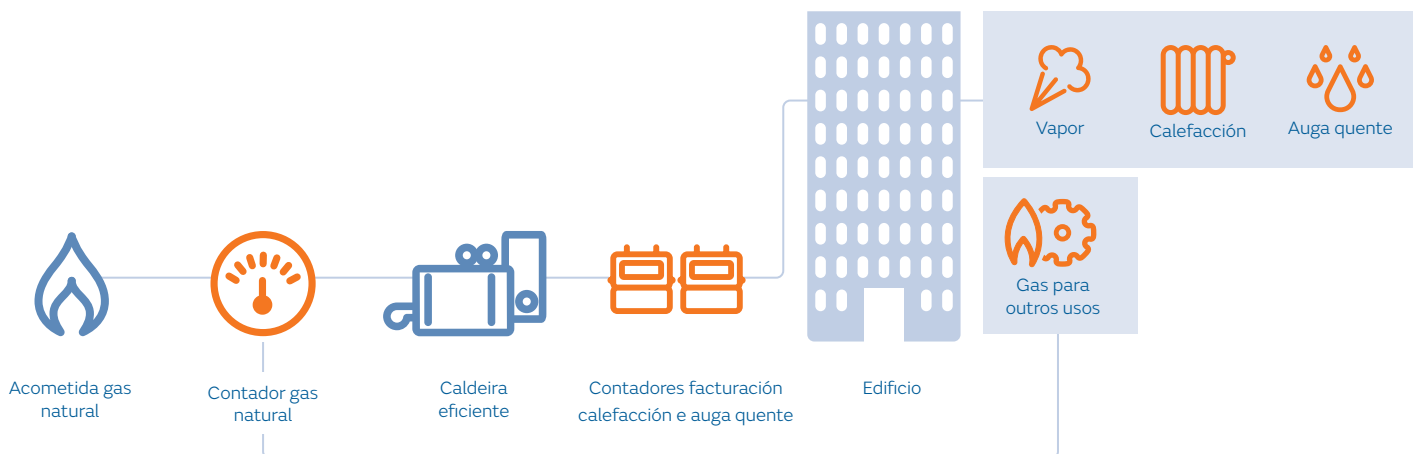 Vapor
Calefacción
Auga quente
Gas para
outros usos
Acometida gas
natural
Contador gas
natural
Caldeira
eficiente
Contadores facturación
calefacción e auga quente
Edificio